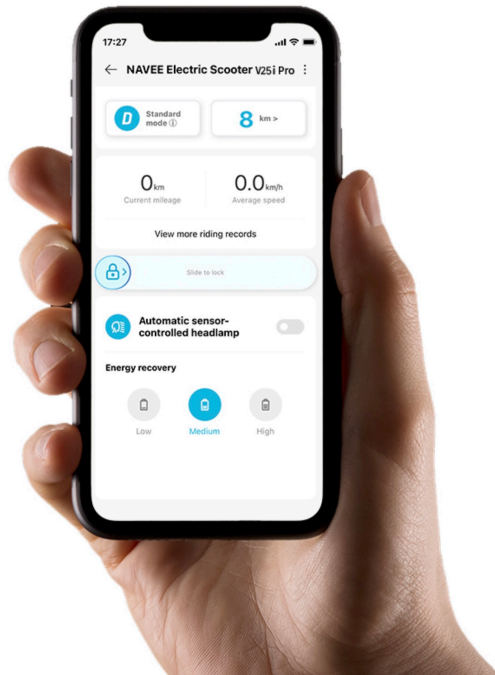 17:27
NAVEE Electric Scooter V25i Pro
D
Standard
mode
8 km >
0km
0.0km/h
Current mileage
Average speed
View more riding records
Slide to lock
Automatic sensor-
controlled headlamp
Energy recovery
Low
Medium
High